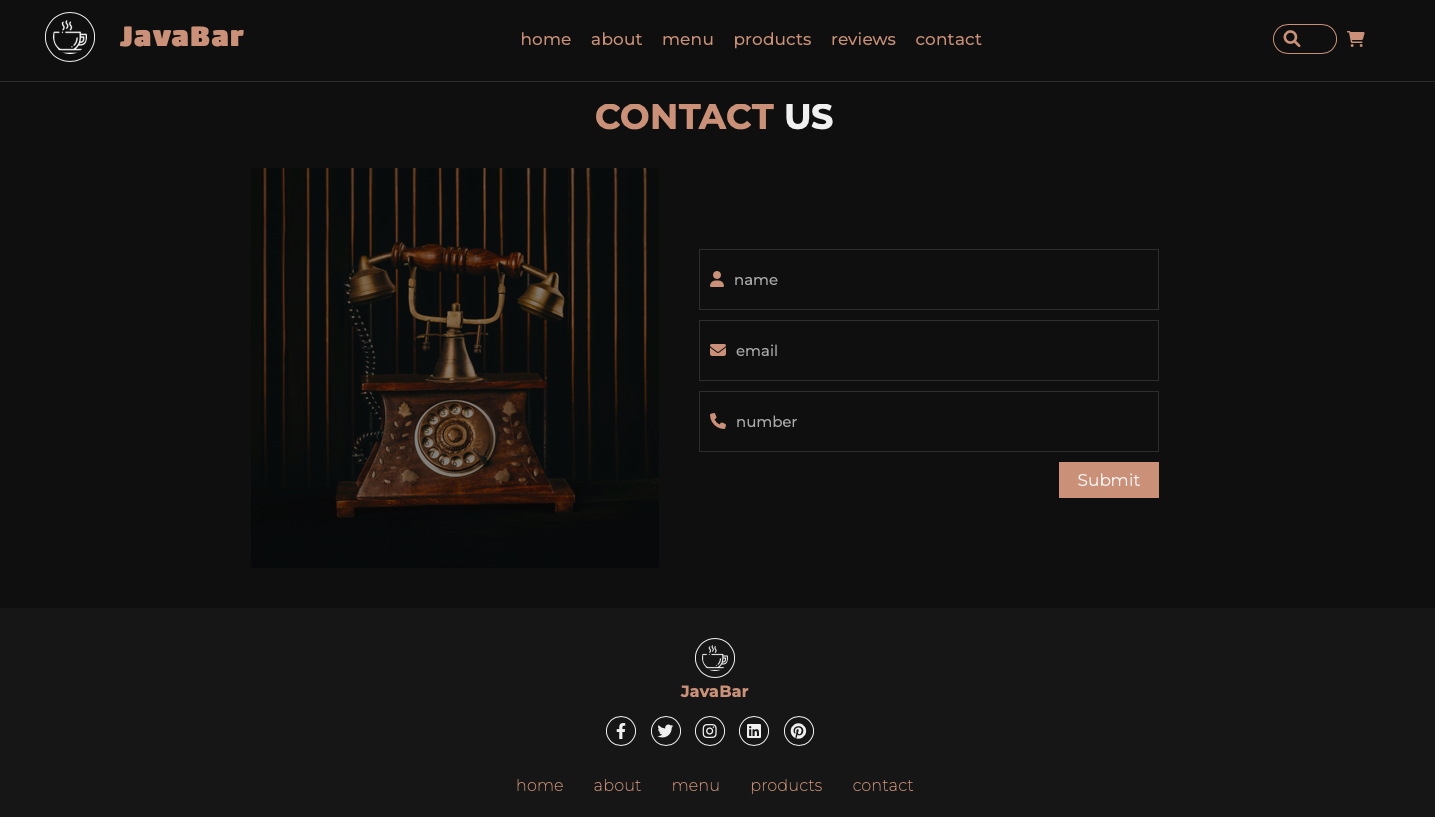 JavaBar
home about menu products reviews contact
CONTACT US
name
email
number
Submit
JavaBar
home about menu products contact